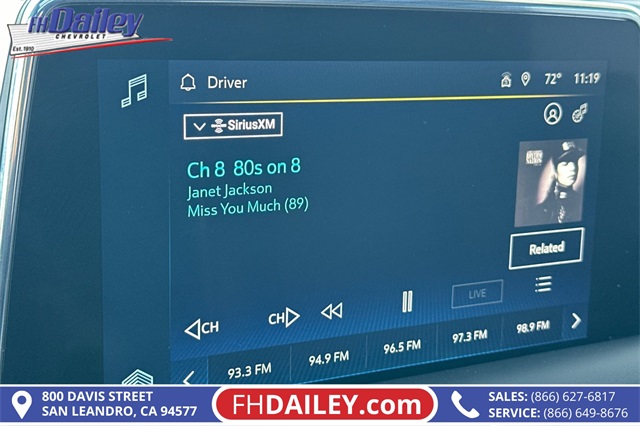 FHDailey
CHEVROLET
Est. 1910
Driver
72° 11:19
SiriusXM
Ch 8 80s on 8
Janet Jackson
Miss You Much (89)
Related
CH CH LIVE
93.3 FM 94.9 FM 96.5 FM 97.3 FM 98.9 FM
800 DAVIS STREET
SAN LEANDRO, CA 94577
FHDAILEY.com
SALES: (866) 627-6817
SERVICE: (866) 649-8676